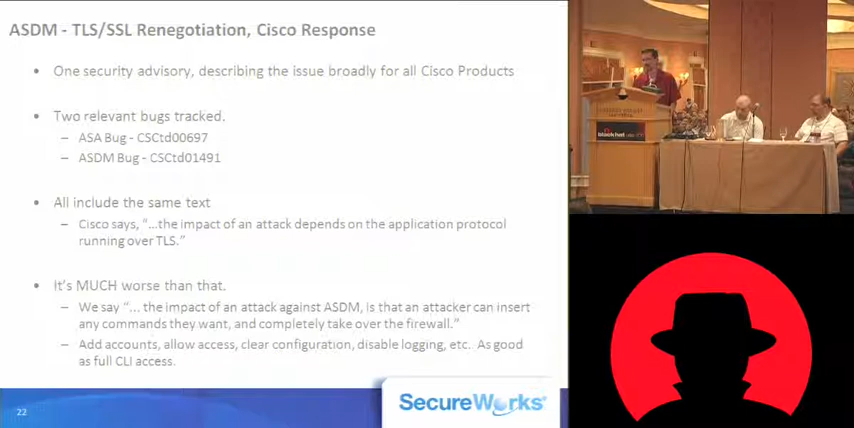 ASDM - TLS/SSL Renegotiation, Cisco Response
• One security advisory, describing the issue broadly for all Cisco Products
• Two relevant bugs tracked.
– ASA Bug - CSCtd00697
– ASDM Bug - CSCtd01491
• All include the same text
– Cisco says, “…the impact of an attack depends on the application protocol
running over TLS.”
• It’s MUCH worse than that.
– We say “… the impact of an attack against ASDM, is that an attacker can insert
any commands they want, and completely take over the firewall.”
– Add accounts, allow access, clear configuration, disable logging, etc. As good
as full CLI access.
22
SecureWorks
black hat